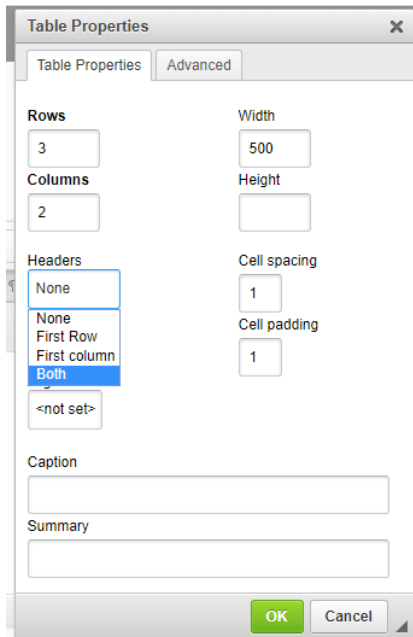 Table Properties
Table Properties Advanced
Rows Width
3 500
Columns Height
2
Headers Cell spacing
None 1
None Cell padding
First Row
First column 1
Both
<not set>
Caption
Summary
OK Cancel